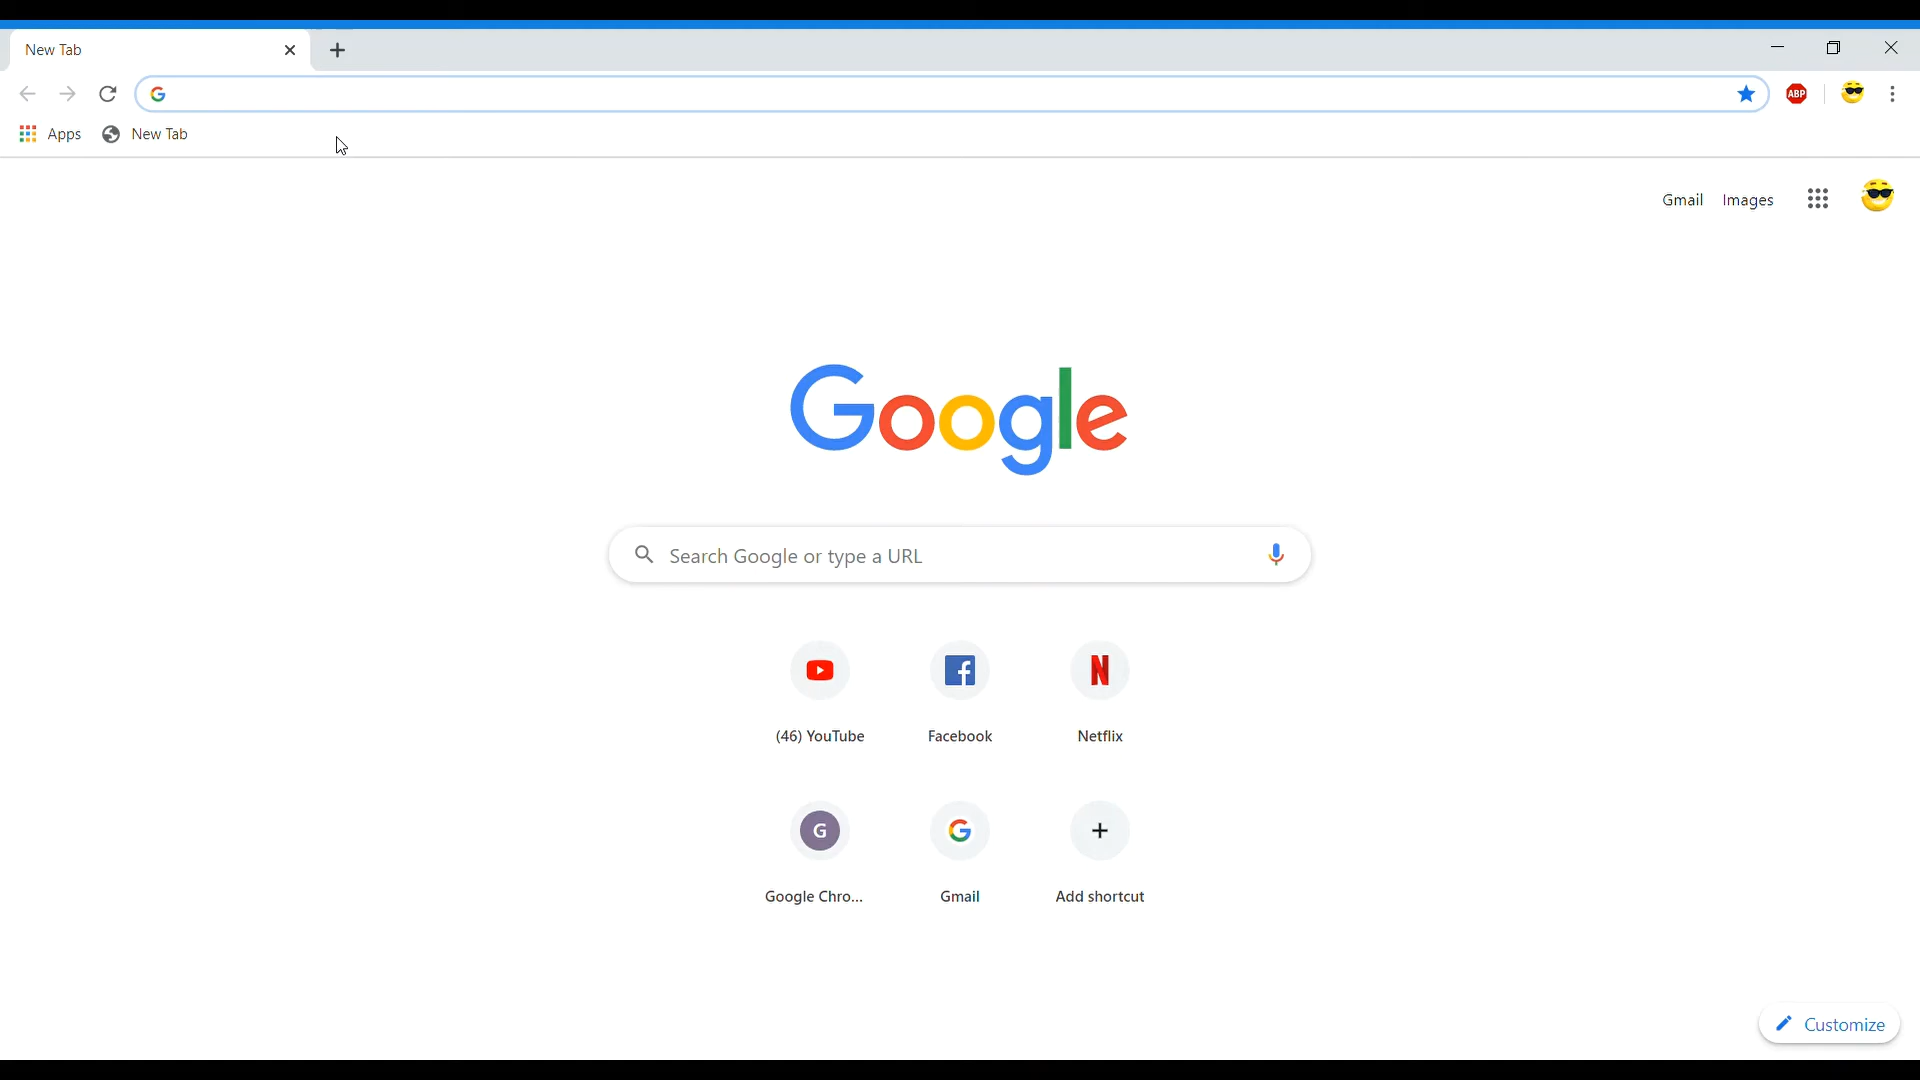 New Tab
ABP
Apps New Tab
Gmail Images
Google
Search Google or type a URL
(46) YouTube Facebook Netflix
G
Google Chro... Gmail Add shortcut
Customize